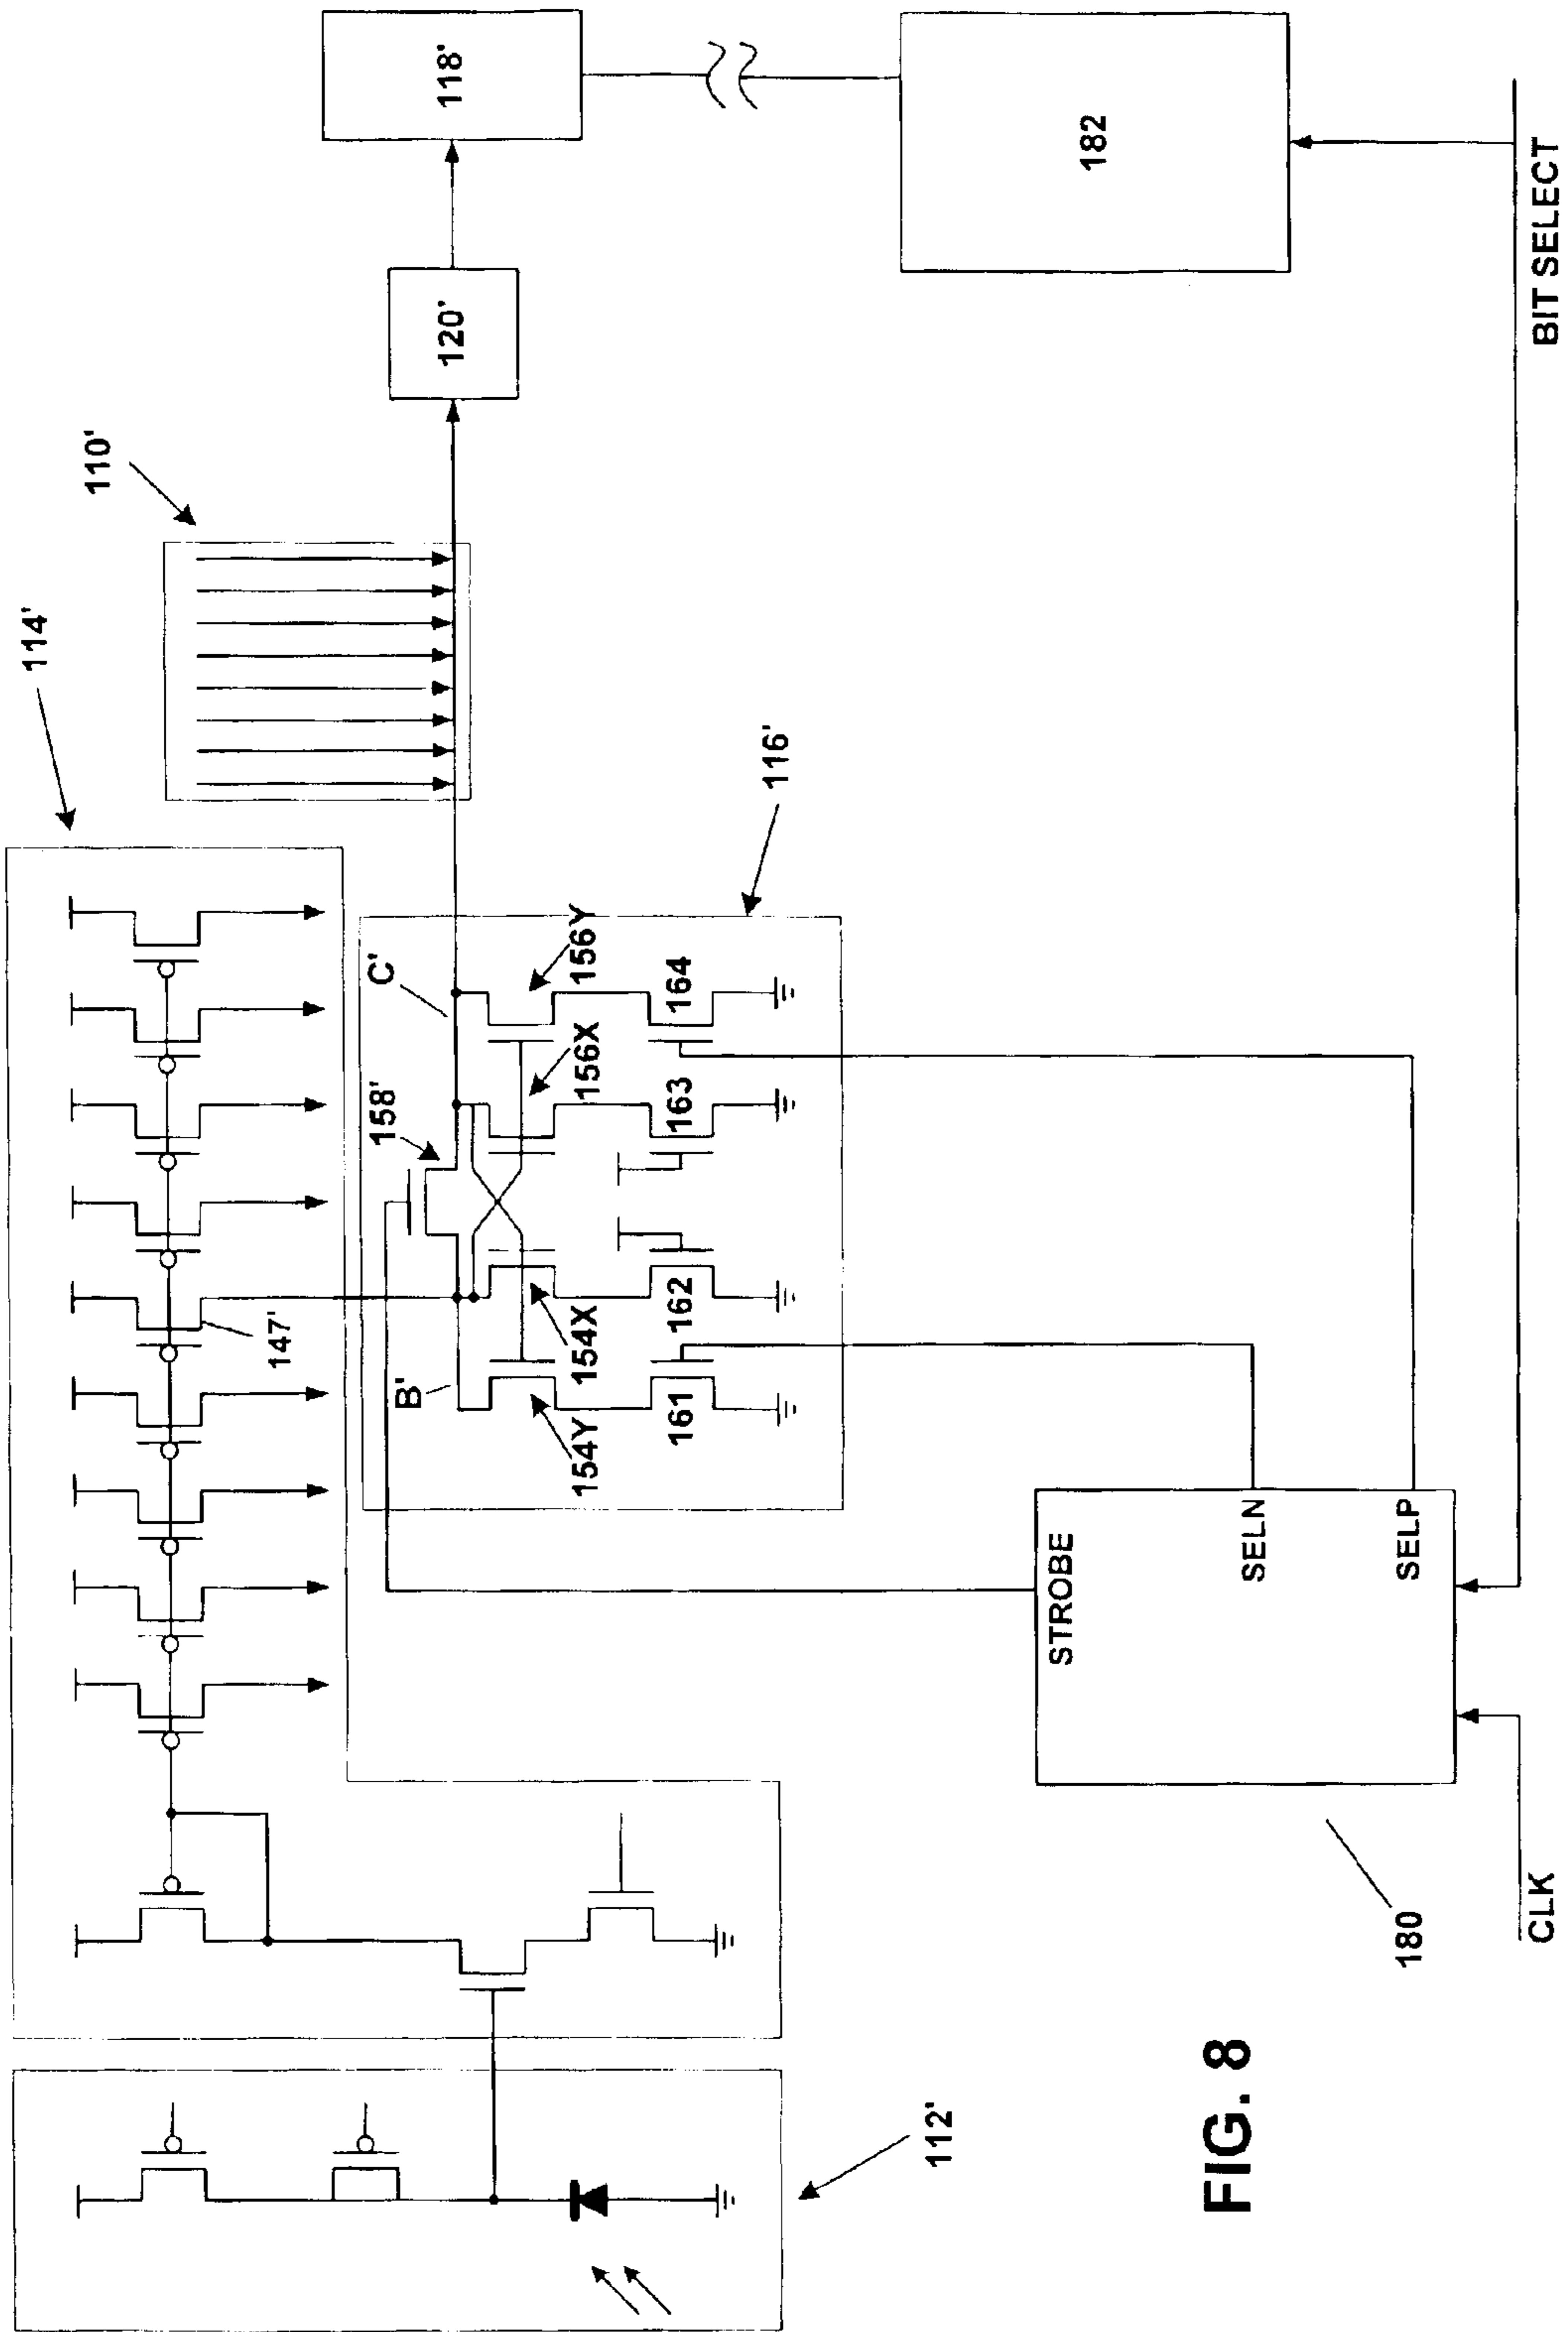 114'
110'
118'
120'
147'
C'
B'
158'
116'
156X
156Y
154Y
154X
161
162
163
164
182
STROBE
SELN
SELP
112'
180
CLK
BIT SELECT
FIG. 8